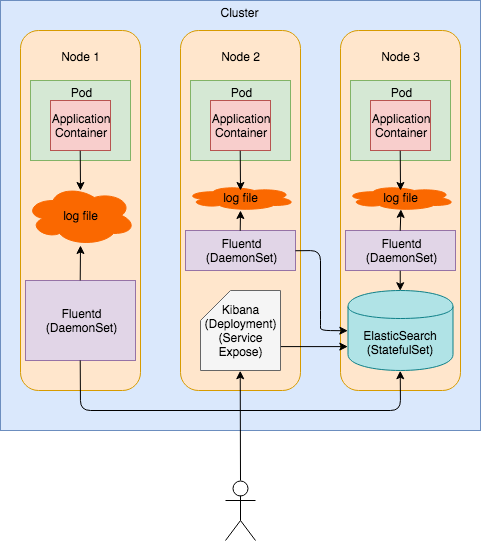 Cluster
Node 1
Pod
Application
Container
log file
Fluentd
(DaemonSet)
Node 2
Pod
Application
Container
log file
Fluentd
(DaemonSet)
Kibana
(Deployment)
(Service
Expose)
Node 3
Pod
Application
Container
log file
Fluentd
(DaemonSet)
ElasticSearch
(StatefulSet)